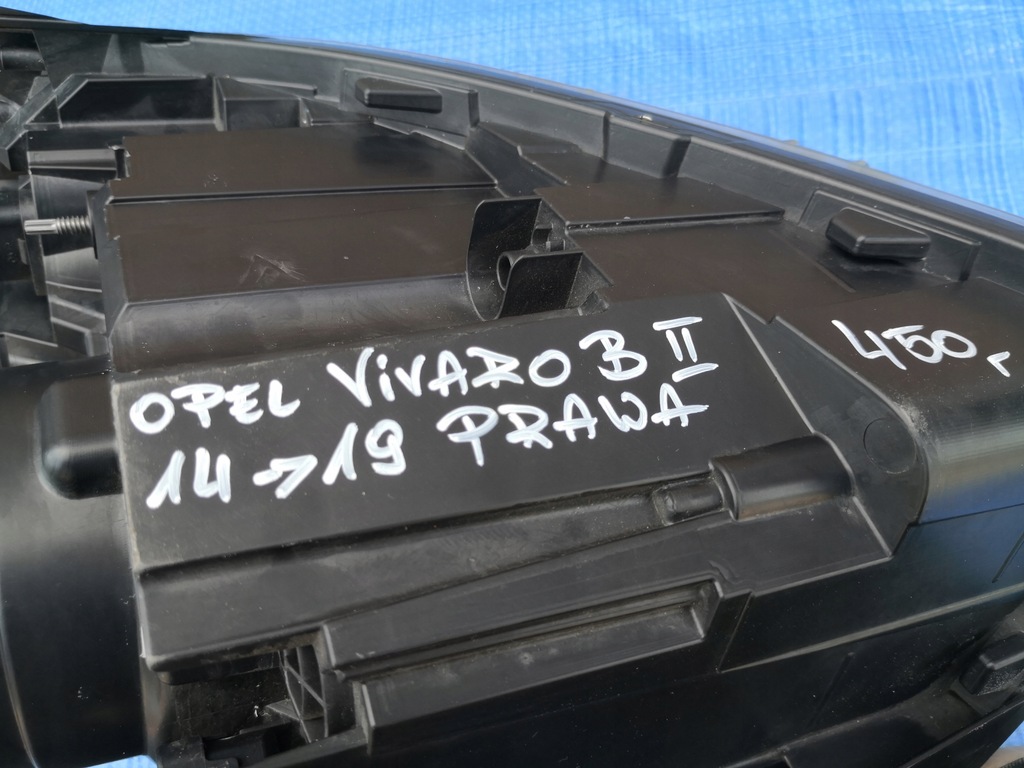 OPEL VIVARO B II
14→19 PRAWA
450,-